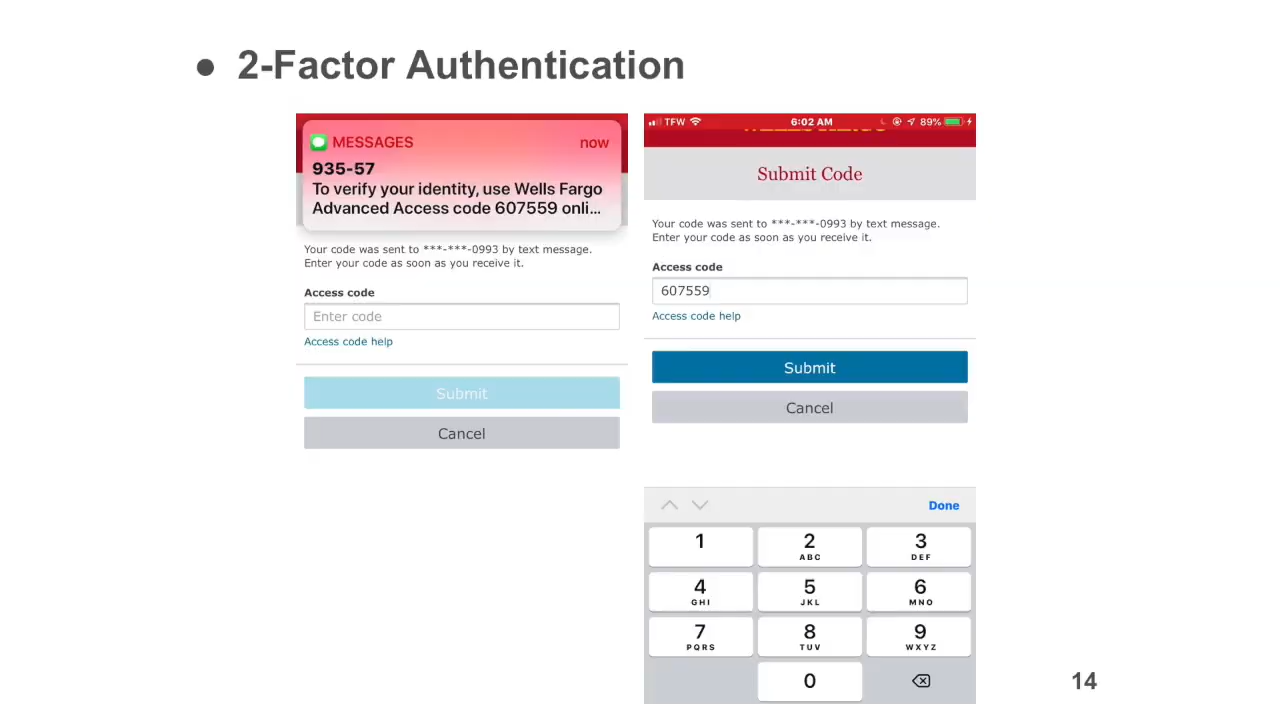 ● 2-Factor Authentication
MESSAGES now
935-57
To verify your identity, use Wells Fargo
Advanced Access code 607559 onli...
Your code was sent to ***-***-0993 by text message.
Enter your code as soon as you receive it.
Access code
Enter code
Access code help
Submit
Cancel
TFW 6:02 AM 89%
Submit Code
Your code was sent to ***-***-0993 by text message.
Enter your code as soon as you receive it.
Access code
607559
Access code help
Submit
Cancel
Done
1 2 3
ABC DEF
4 5 6
GHI JKL MNO
7 8 9
PQRS TUV WXYZ
0
14